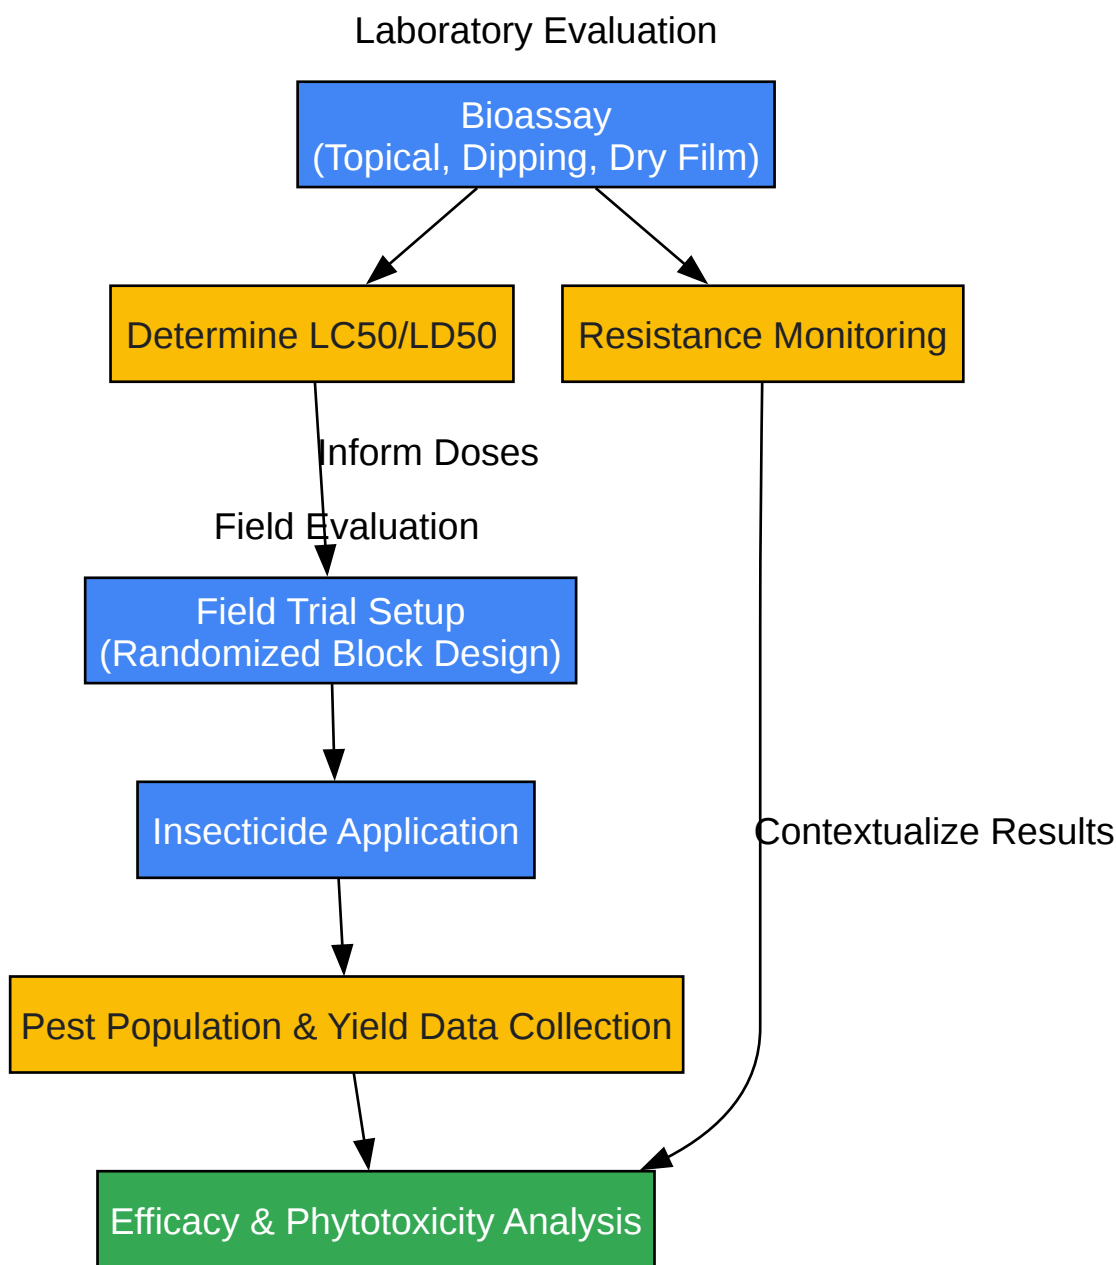 Laboratory Evaluation
Bioassay
(Topical, Dipping, Dry Film)
Determine LC50/LD50
Resistance Monitoring
Inform Doses
Field Evaluation
Field Trial Setup
(Randomized Block Design)
Insecticide Application
Contextualize Results
Pest Population & Yield Data Collection
Efficacy & Phytotoxicity Analysis